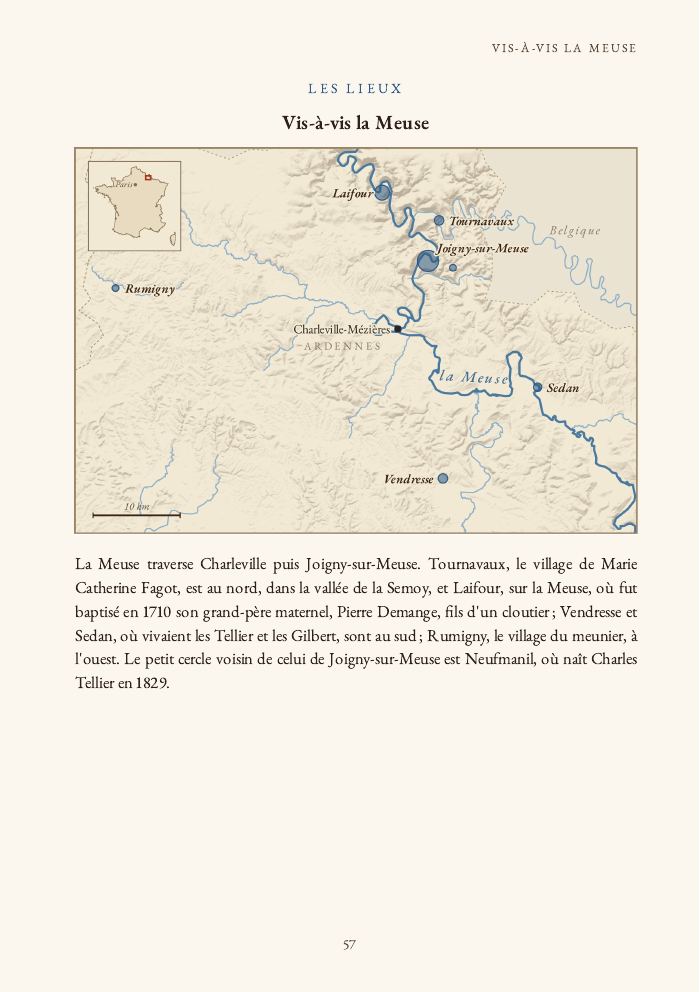 VIS-À-VIS LA MEUSE
LES LIEUX
Vis-à-vis la Meuse
Paris
Laifour
Tournavaux
Belgique
Joigny-sur-Meuse
Rumigny
Charleville-Mézières
ARDENNES
la Meuse
Sedan
Vendresse
10 km
La Meuse traverse Charleville puis Joigny-sur-Meuse. Tournavaux, le village de Marie
Catherine Fagot, est au nord, dans la vallée de la Semoy, et Laifour, sur la Meuse, où fut
baptisé en 1710 son grand-père maternel, Pierre Demange, fils d'un cloutier ; Vendresse et
Sedan, où vivaient les Tellier et les Gilbert, sont au sud ; Rumigny, le village du meunier, à
l'ouest. Le petit cercle voisin de celui de Joigny-sur-Meuse est Neufmanil, où naît Charles
Tellier en 1829.
57